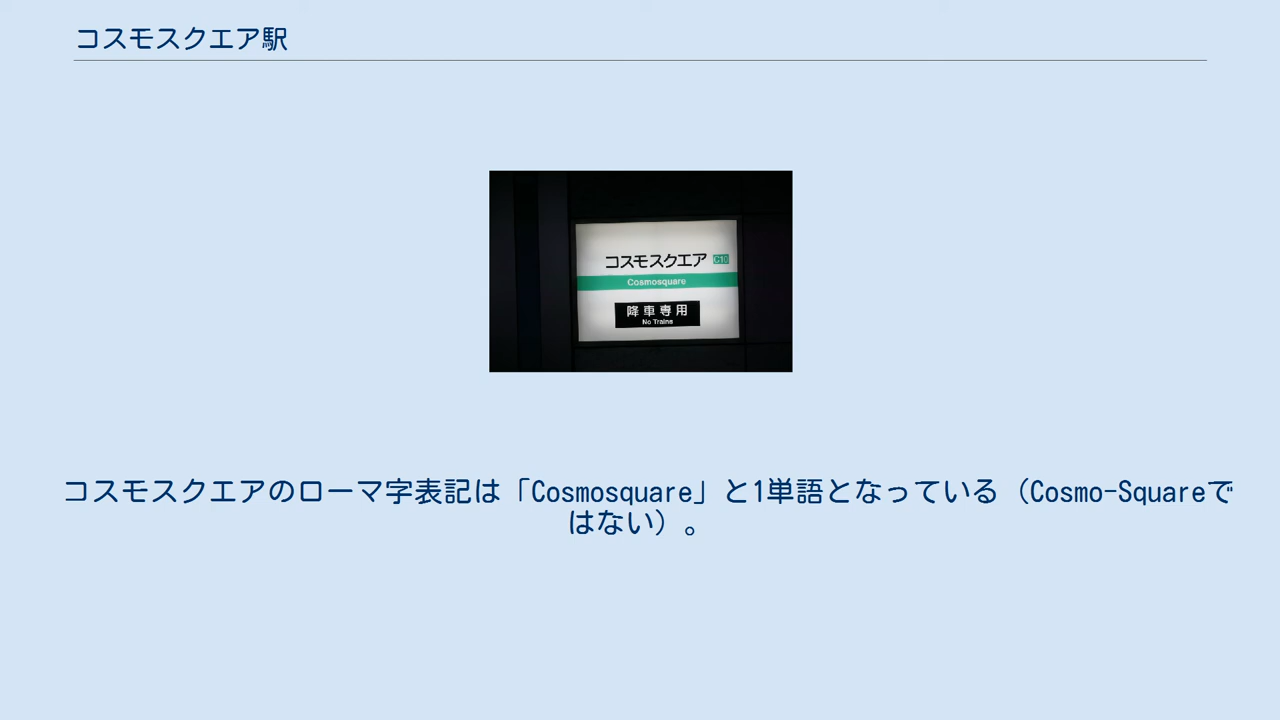 コスモスクエア駅
コスモスクエア C10
Cosmosquare
降車専用
No Trains
コスモスクエアのローマ字表記は「Cosmosquare」と1単語となっている（Cosmo-Squareで
はない）。